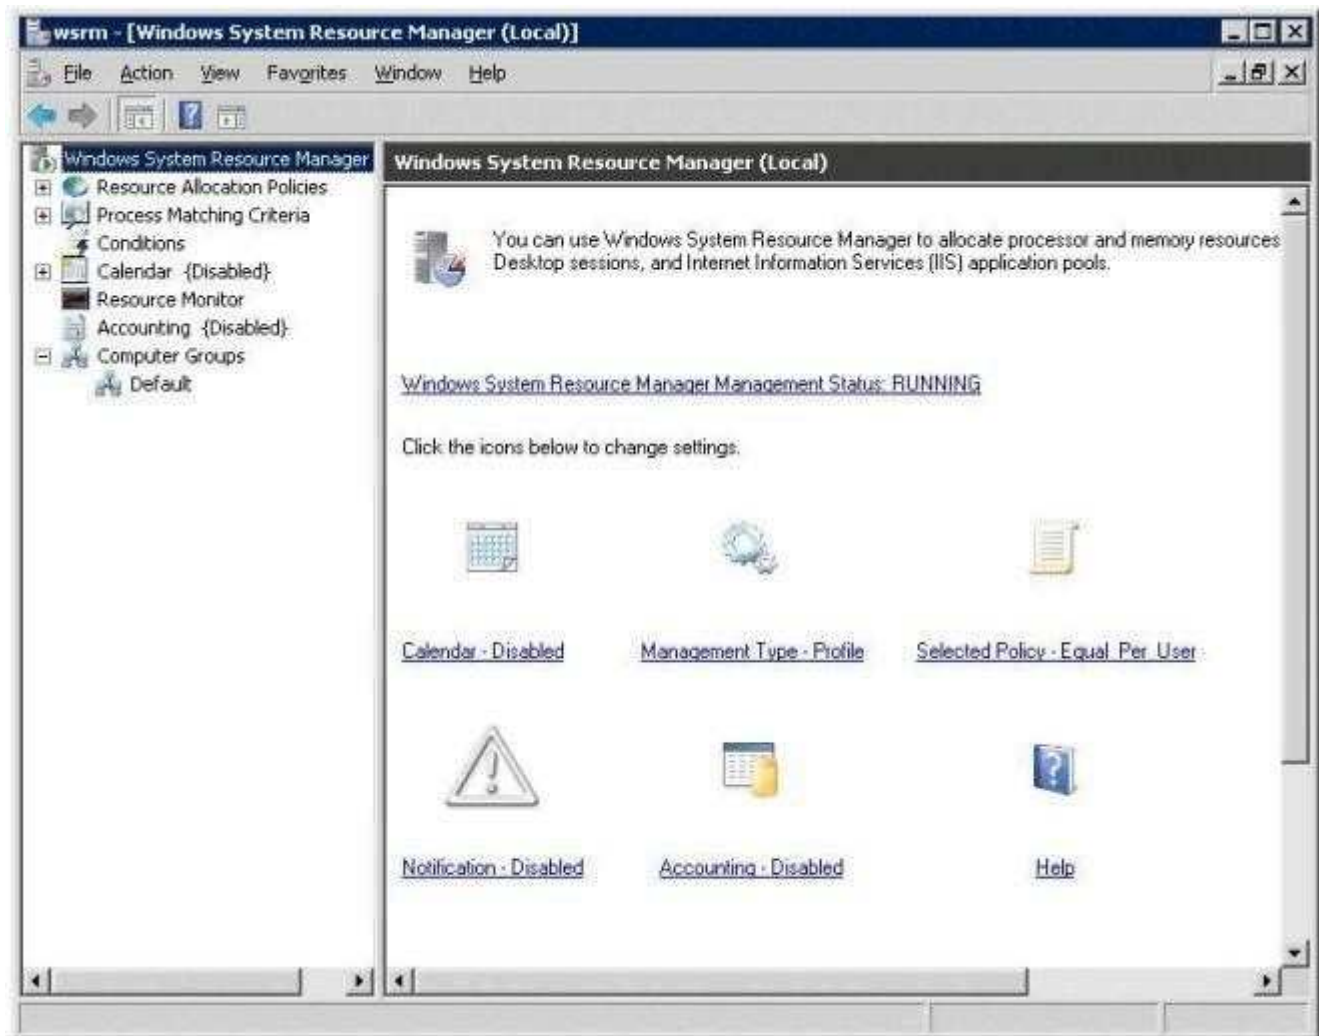 wsrm - [Windows System Resource Manager (Local)]
File Action View Favorites Window Help
Windows System Resource Manager
Resource Allocation Policies
Process Matching Criteria
Conditions
Calendar {Disabled}
Resource Monitor
Accounting {Disabled}
Computer Groups
Default
Windows System Resource Manager (Local)
You can use Windows System Resource Manager to allocate processor and memory resources
Desktop sessions, and Internet Information Services (IIS) application pools.
Windows System Resource Manager Management Status: RUNNING
Click the icons below to change settings.
Calendar - Disabled
Management Type - Profile
Selected Policy - Equal_Per_User
Notification - Disabled
Accounting - Disabled
Help